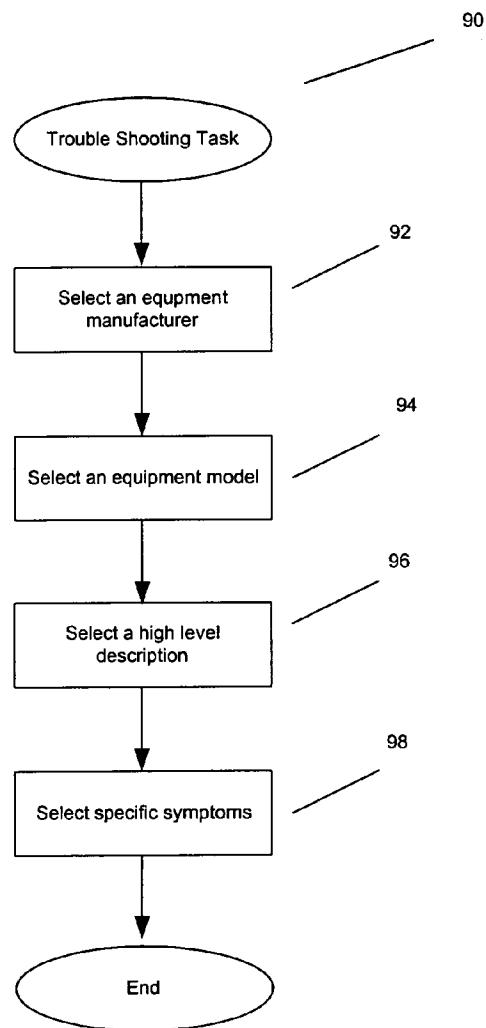 90
Trouble Shooting Task
92
Select an equpment
manufacturer
94
Select an equipment model
96
Select a high level
description
98
Select specific symptoms
End